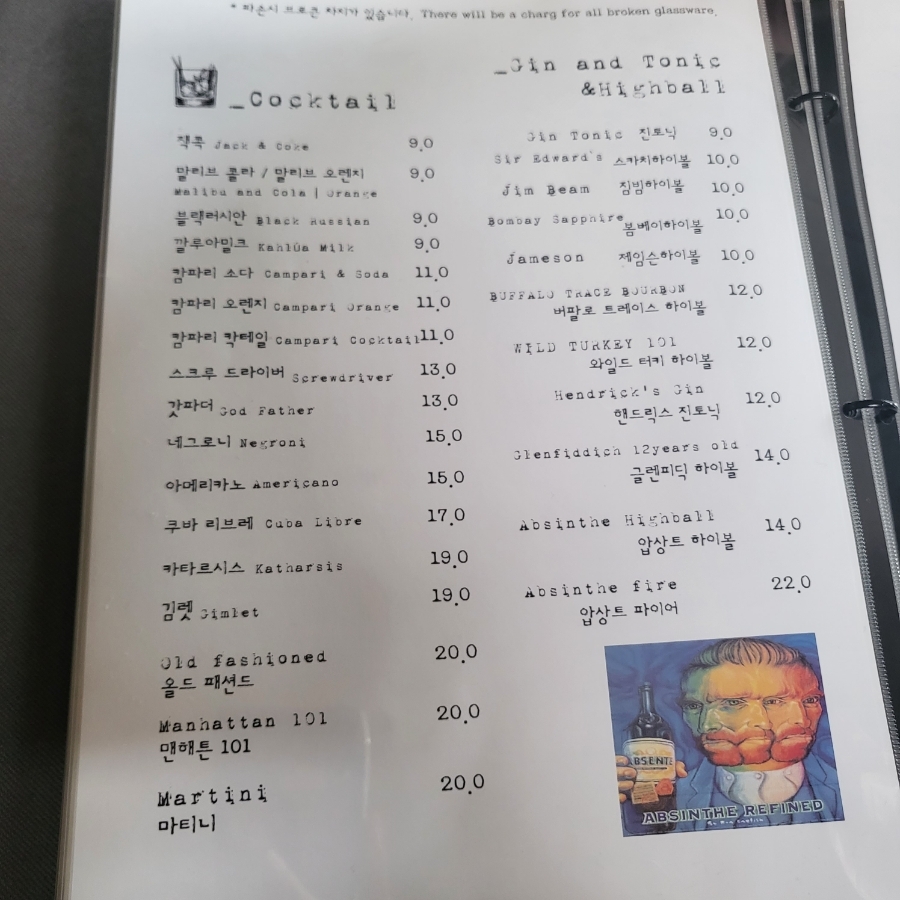 * 파손시 브로큰 차지가 있습니다. There will be a charg for all broken glassware.
_Cocktail
잭콕 Jack & Coke 9.0
말리브 콜라 / 말리브 오렌지 9.0
Malibu and Cola | Orange
블랙러시안 Black Russian 9.0
깔루아밀크 Kahlúa Milk 9.0
캄파리 소다 Campari & Soda 11.0
캄파리 오렌지 Campari Orange 11.0
캄파리 칵테일 Campari Cocktail 11.0
스크루 드라이버 Screwdriver 13.0
갓파더 God Father 13.0
네그로니 Negroni 15.0
아메리카노 Americano 15.0
쿠바 리브레 Cuba Libre 17.0
카타르시스 Katharsis 19.0
김렛 Gimlet 19.0
Old fashioned 20.0
올드 패션드
Manhattan 101 20.0
맨해튼 101
Martini 20.0
마티니
_Gin and Tonic
&Highball
Gin Tonic 진토닉 9.0
Sir Edward's 스카치하이볼 10.0
Jim Beam 짐빔하이볼 10.0
Bombay Sapphire 봄베이하이볼 10.0
Jameson 제임슨하이볼 10.0
BUFFALO TRACE BOURBON 12.0
버팔로 트레이스 하이볼
WILD TURKEY 101 12.0
와일드 터키 하이볼
Hendrick's Gin 12.0
핸드릭스 진토닉
Glenfiddich 12years old 14.0
글렌피딕 하이볼
Absinthe Highball 14.0
압상트 하이볼
Absinthe fire 22.0
압상트 파이어
ABSENTE
ABSINTHE REFINED